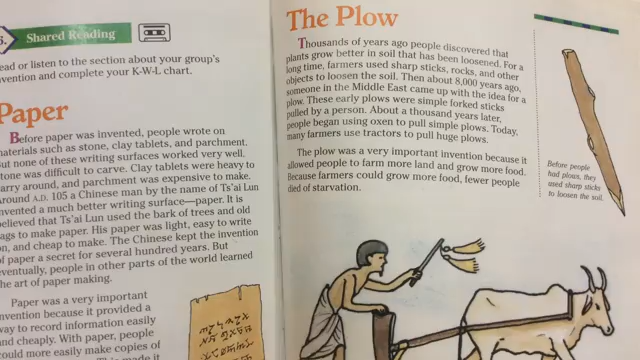 Shared Reading
ead or listen to the section about your group's
vention and complete your K-W-L chart.
Paper
Before paper was invented, people wrote on
materials such as stone, clay tablets, and parchment.
But none of these writing surfaces worked very well.
Stone was difficult to carve. Clay tablets were heavy to
carry around, and parchment was expensive to make.
Around A.D. 105 a Chinese man by the name of Ts'ai Lun
nvented a much better writing surface—paper. It is
believed that Ts'ai Lun used the bark of trees and old
ags to make paper. His paper was light, easy to write
on, and cheap to make. The Chinese kept the invention
of paper a secret for several hundred years. But
eventually, people in other parts of the world learned
he art of paper making.
Paper was a very important
nvention because it provided a
way to record information easily
and cheaply. With paper, people
could more easily make copies of
The Plow
Thousands of years ago people discovered that
plants grow better in soil that has been loosened. For a
long time, farmers used sharp sticks, rocks, and other
objects to loosen the soil. Then about 8,000 years ago,
someone in the Middle East came up with the idea for a
plow. These early plows were simple forked sticks
pulled by a person. About a thousand years later,
people began using oxen to pull simple plows. Today,
many farmers use tractors to pull huge plows.
The plow was a very important invention because it
allowed people to farm more land and grow more food.
Because farmers could grow more food, fewer people
died of starvation.
Before people
had plows, they
used sharp sticks
to loosen the soil.